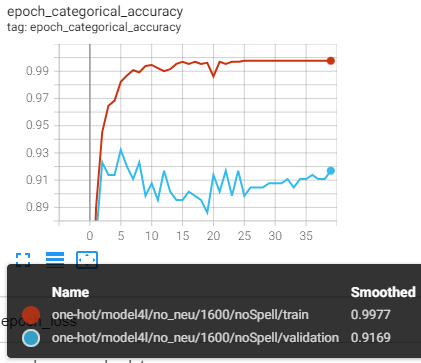 epoch_categorical_accuracy
tag: epoch_categorical_accuracy
0.99
0.97
0.95
0.93
0.91
0.89
0 5 10 15 20 25 30 35
Name Smoothed
one-hot/model4l/no_neu/1600/noSpell/train 0.9977
one-hot/model4l/no_neu/1600/noSpell/validation 0.9169
epoch_loss